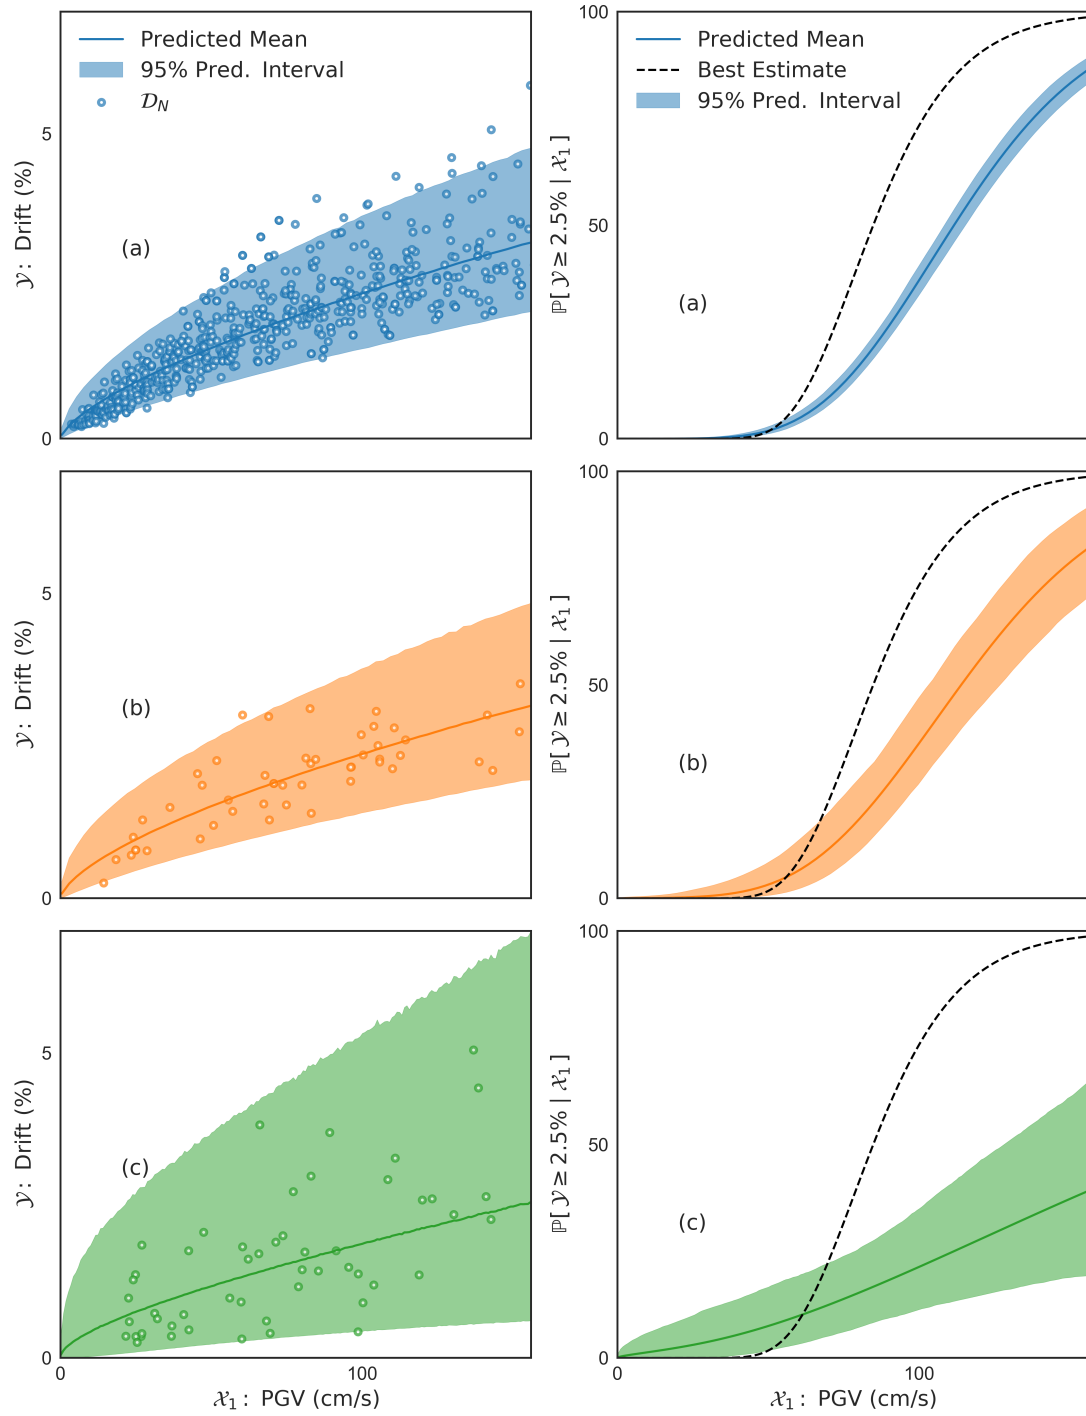 Predicted Mean
95% Pred. Interval
𝒟_N
5
0
𝒴: Drift (%)
(a)
100
50
0
ℙ[𝒴 ≥ 2.5% | 𝒳₁]
Predicted Mean
Best Estimate
95% Pred. Interval
(a)
5
0
𝒴: Drift (%)
(b)
100
50
0
ℙ[𝒴 ≥ 2.5% | 𝒳₁]
(b)
5
0
𝒴: Drift (%)
(c)
0
100
𝒳₁: PGV (cm/s)
100
50
0
ℙ[𝒴 ≥ 2.5% | 𝒳₁]
(c)
0
100
𝒳₁: PGV (cm/s)